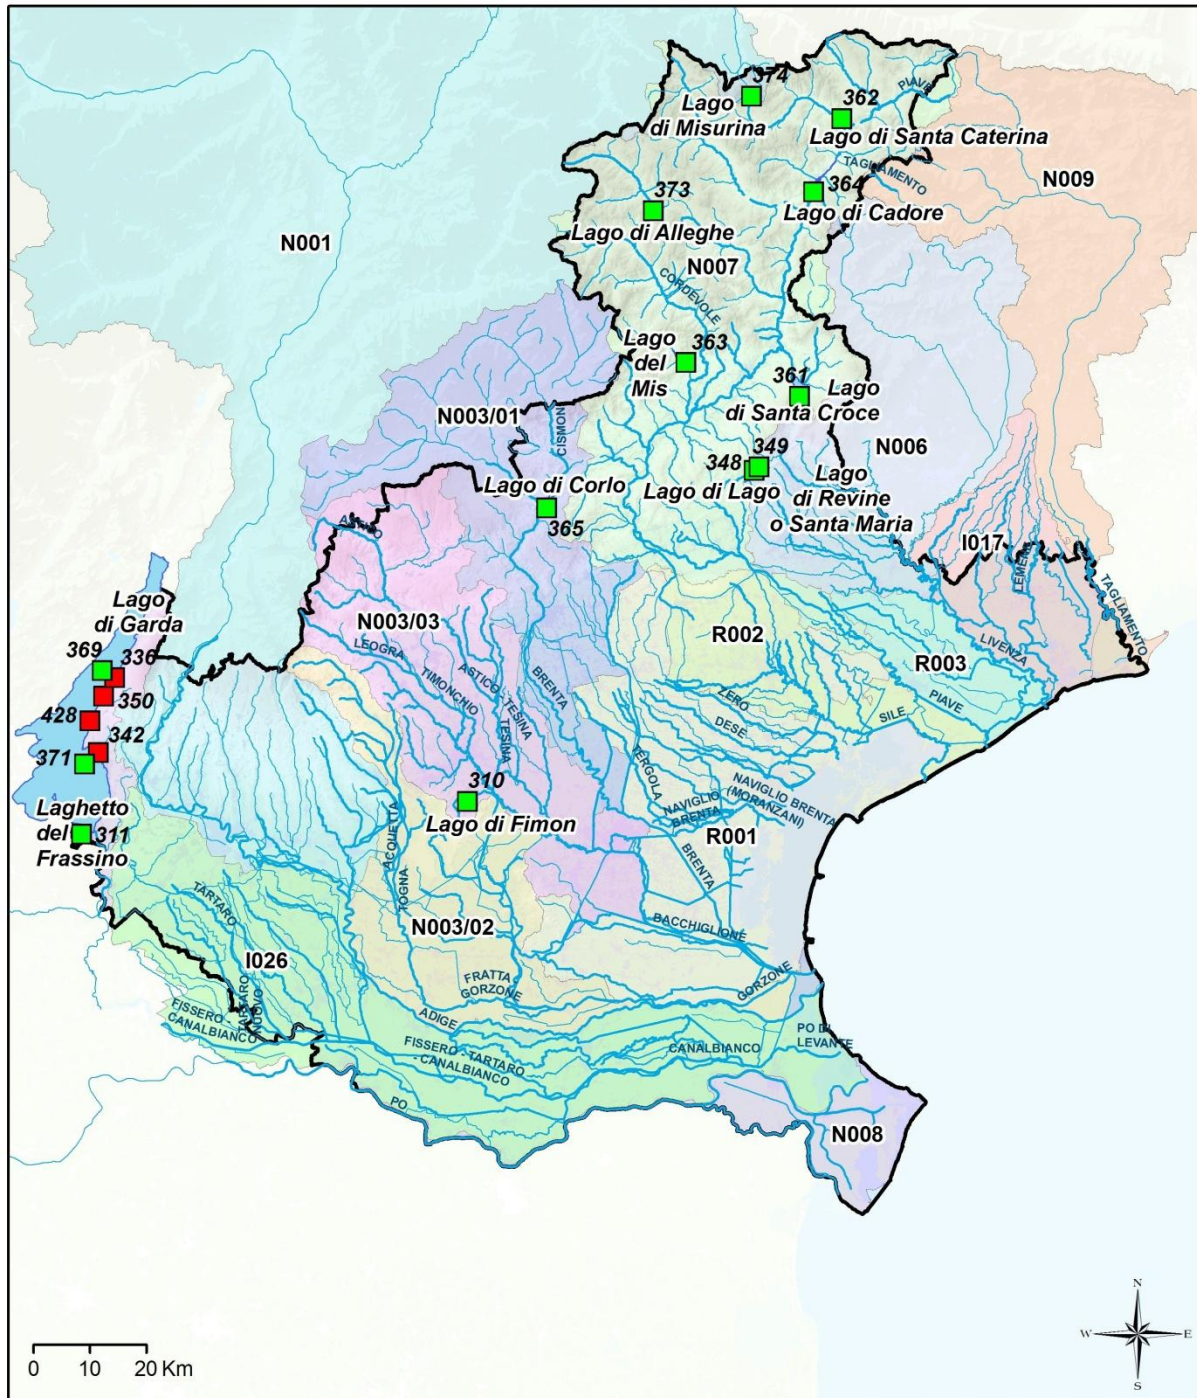 374
Lago
di Misurina
362
PIAVE
Lago di Santa Caterina
TAGLIAMENTO
N009
364
Lago di Cadore
373
Lago di Alleghe
N001
N007
CORDEVOLE
363
Lago
del
Mis
361
Lago
di Santa Croce
N003/01
CISMON
N006
349
348
Lago di Lago
Lago
di Revine
o Santa Maria
Lago di Corlo
365
ASTICO
I017
LEMENE
TAGLIAMENTO
Lago
di Garda
N003/03
R002
R003
LIVENZA
LEOGRA
TIMONCHIO
ASTICO - TESINA
TESINA
BRENTA
369
336
350
428
342
371
PIAVE
SILE
ZERO
DESE
TERGOLA
310
Lago di Fimon
NAVIGLIO BRENTA
(MORANZANI)
NAVIGLIO
BRENTA
R001
BRENTA
Laghetto
del
Frassino
311
ACQUETTA
TOGNA
TARTARO
N003/02
BACCHIGLIONE
I026
FRATTA
GORZONE
GORZONE
TARTARO
NUOVO
FISSERO -
CANALBIANCO
ADIGE
FISSERO - TARTARO
- CANALBIANCO
CANALBIANCO
PO DI
LEVANTE
PO
N008
N
W
E
S
0 10 20 Km